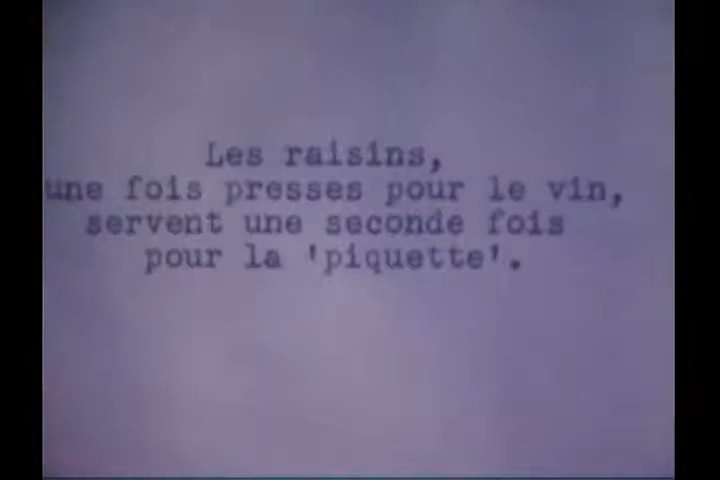 Les raisins,
une fois presses pour le vin,
servent une seconde fois
pour la 'piquette'.